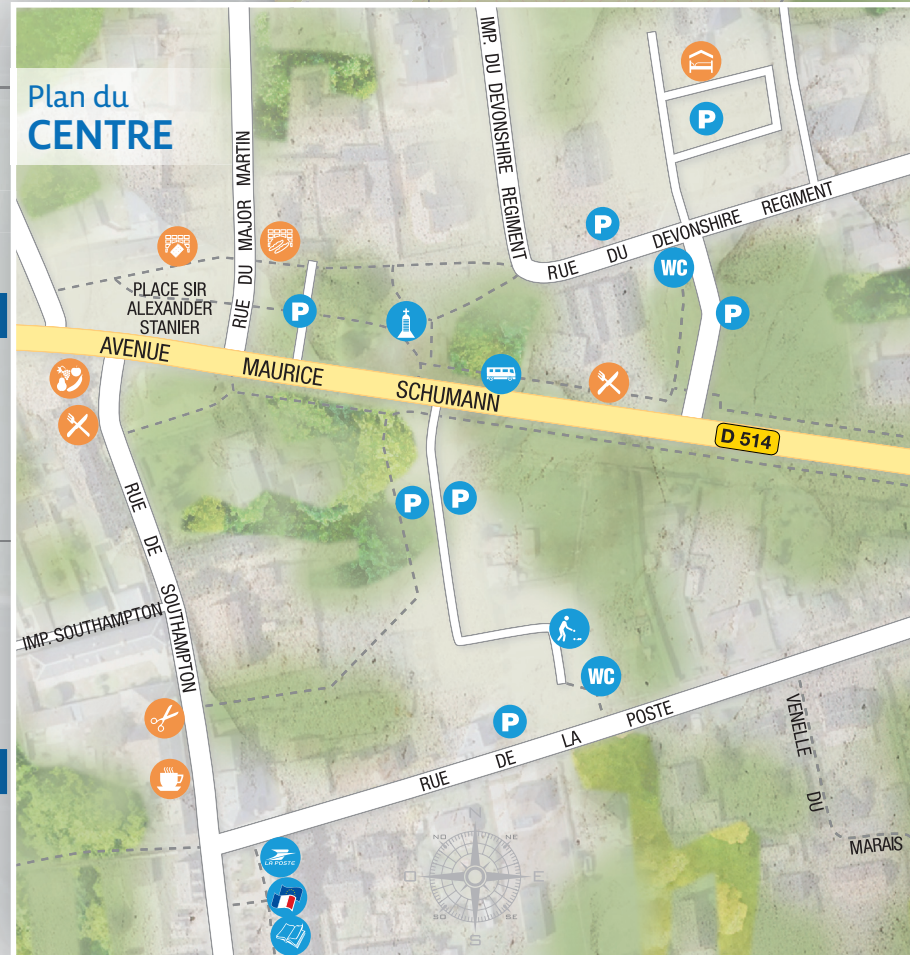 Plan du
CENTRE
IMP. DU DEVONSHIRE REGIMENT
RUE DU MAJOR MARTIN
P
RUE DU DEVONSHIRE REGIMENT
P
WC
PLACE SIR
ALEXANDER
STANIER
P
P
AVENUE MAURICE SCHUMANN
D 514
P
P
RUE DE SOUTHAMPTON
IMP. SOUTHAMPTON
WC
P
RUE DE LA POSTE
VENELLE DU MARAIS
LA POSTE
N
NO
NE
O
E
SO
SE
S